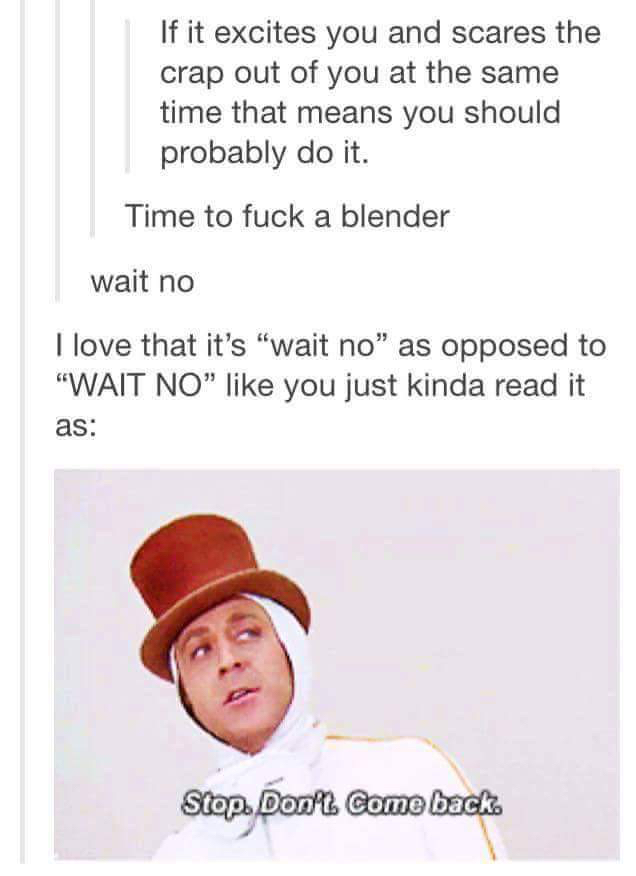 If it excites you and scares the
crap out of you at the same
time that means you should
probably do it.
Time to fuck a blender
wait no
I love that it’s “wait no” as opposed to
“WAIT NO” like you just kinda read it
as:
Stop. Don't. Come back.